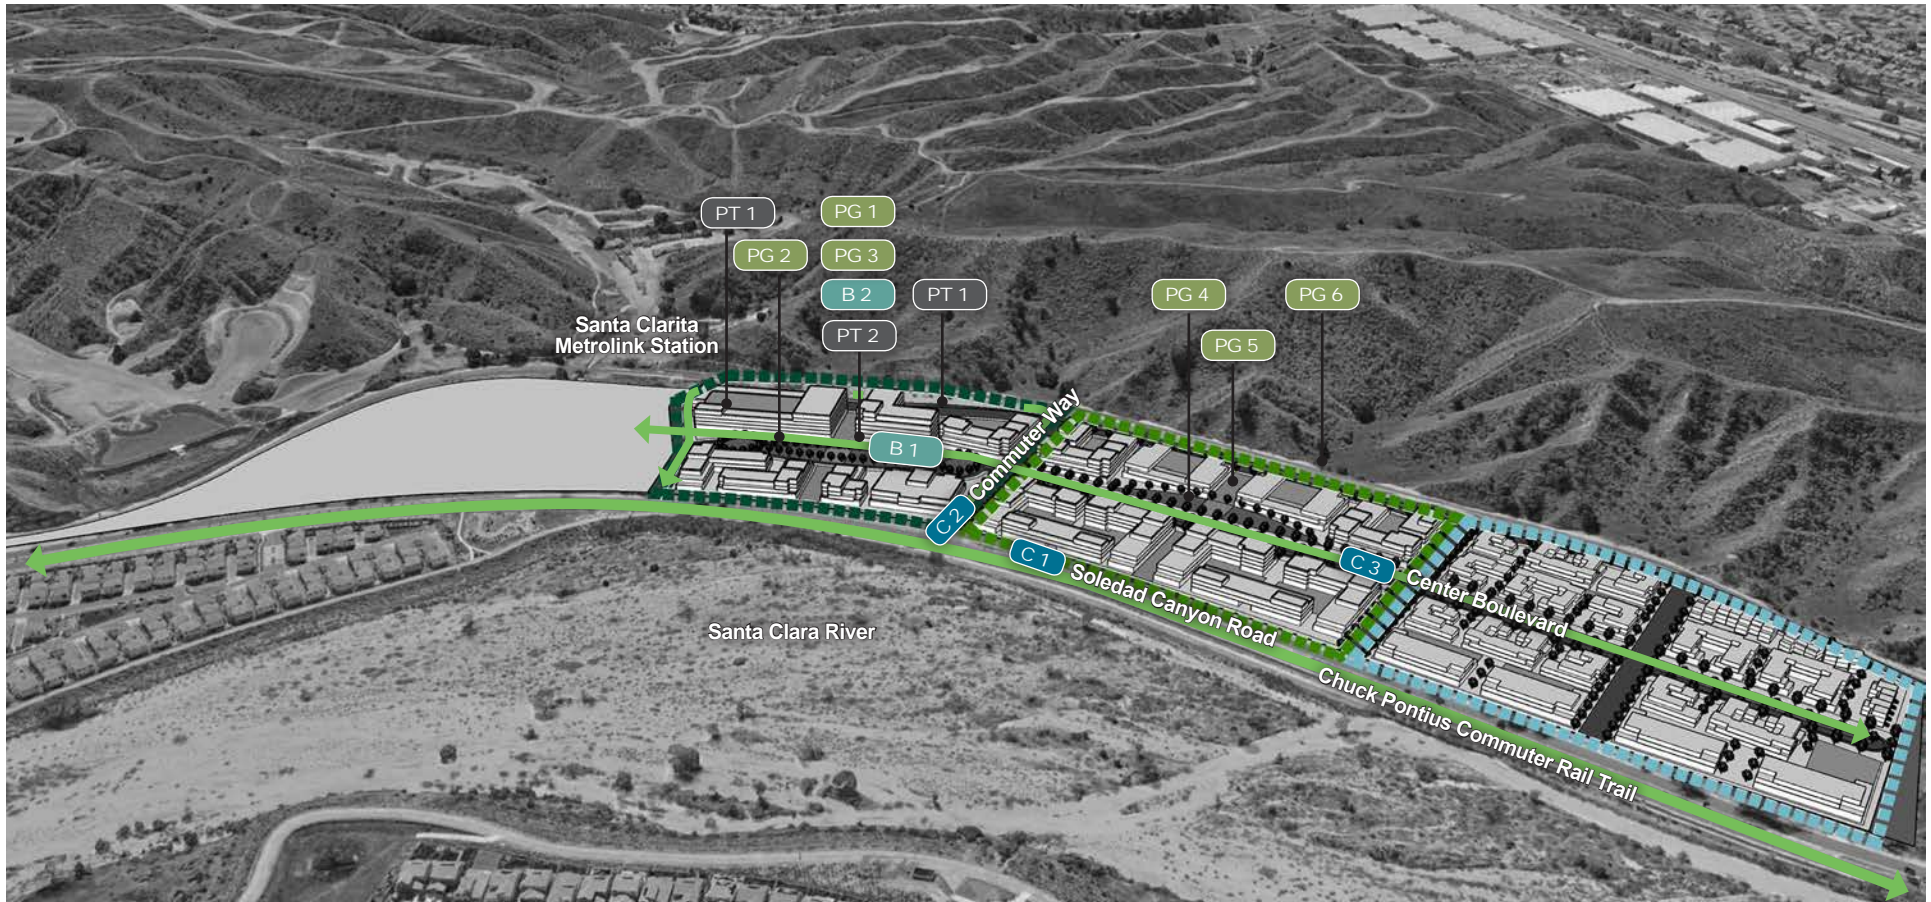 PT 1
PG 1
PG 2
PG 3
B 2
PT 1
PT 2
PG 4
PG 6
PG 5
Santa Clarita
Metrolink Station
B 1
Commuter Way
C 2
C 1
Soledad Canyon Road
C 3
Center Boulevard
Santa Clara River
Chuck Pontius Commuter Rail Trail